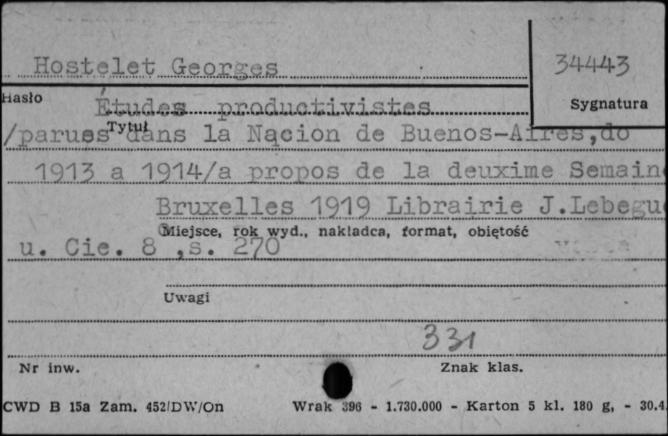 Hostelet Georges
34443
Hasło
Sygnatura
Études productivistes
Tytuł
/parues dans la Nącion de Buenos-Aires,do
1913 a 1914/a propos de la deuxime Semain
Bruxelles 1919 Librairie J.Lebegu
Miejsce, rok wyd., nakładca, format, objętość
u. Cie. 8 ,s. 270
Uwagi
331
Nr inw.
Znak klas.
CWD B 15a Zam. 452/DW/On
Wrak 396 - 1.730.000 - Karton 5 kl. 180 g, - 30.4